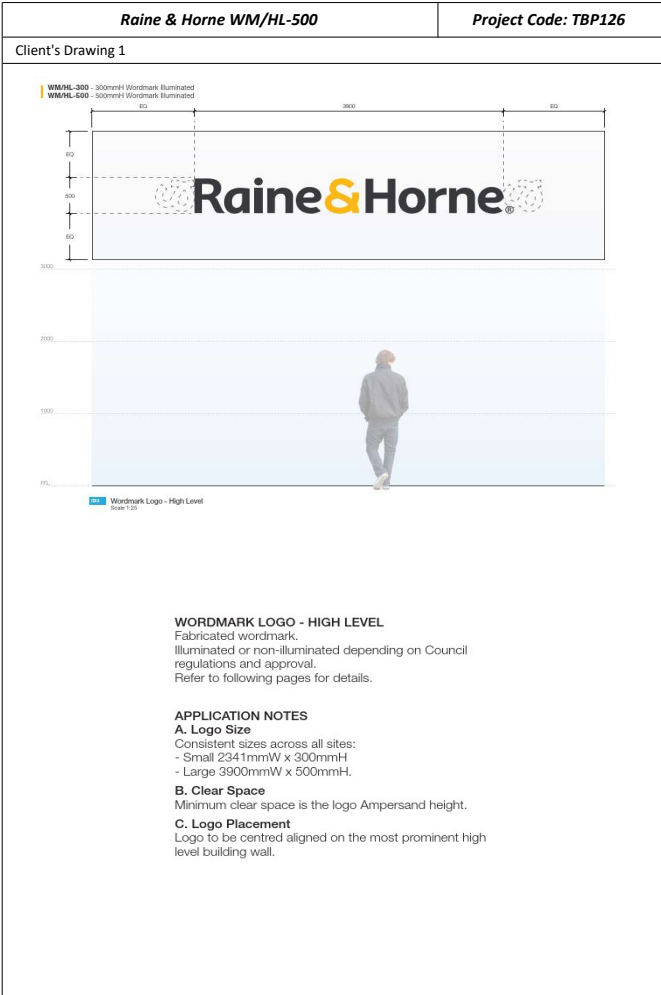 Raine & Horne WM/HL-500
Project Code: TBP126
Client's Drawing 1
WM/HL-300 - 300mmH Wordmark Illuminated
WM/HL-500 - 500mmH Wordmark Illuminated
EQ
3900
EQ
EQ
500
EQ
Raine&Horne®
3000
2000
1000
FFL
Wordmark Logo - High Level
Scale 1:25
WORDMARK LOGO - HIGH LEVEL
Fabricated wordmark.
Illuminated or non-illuminated depending on Council
regulations and approval.
Refer to following pages for details.
APPLICATION NOTES
A. Logo Size
Consistent sizes across all sites:
- Small 2341mmW x 300mmH
- Large 3900mmW x 500mmH.
B. Clear Space
Minimum clear space is the logo Ampersand height.
C. Logo Placement
Logo to be centred aligned on the most prominent high
level building wall.